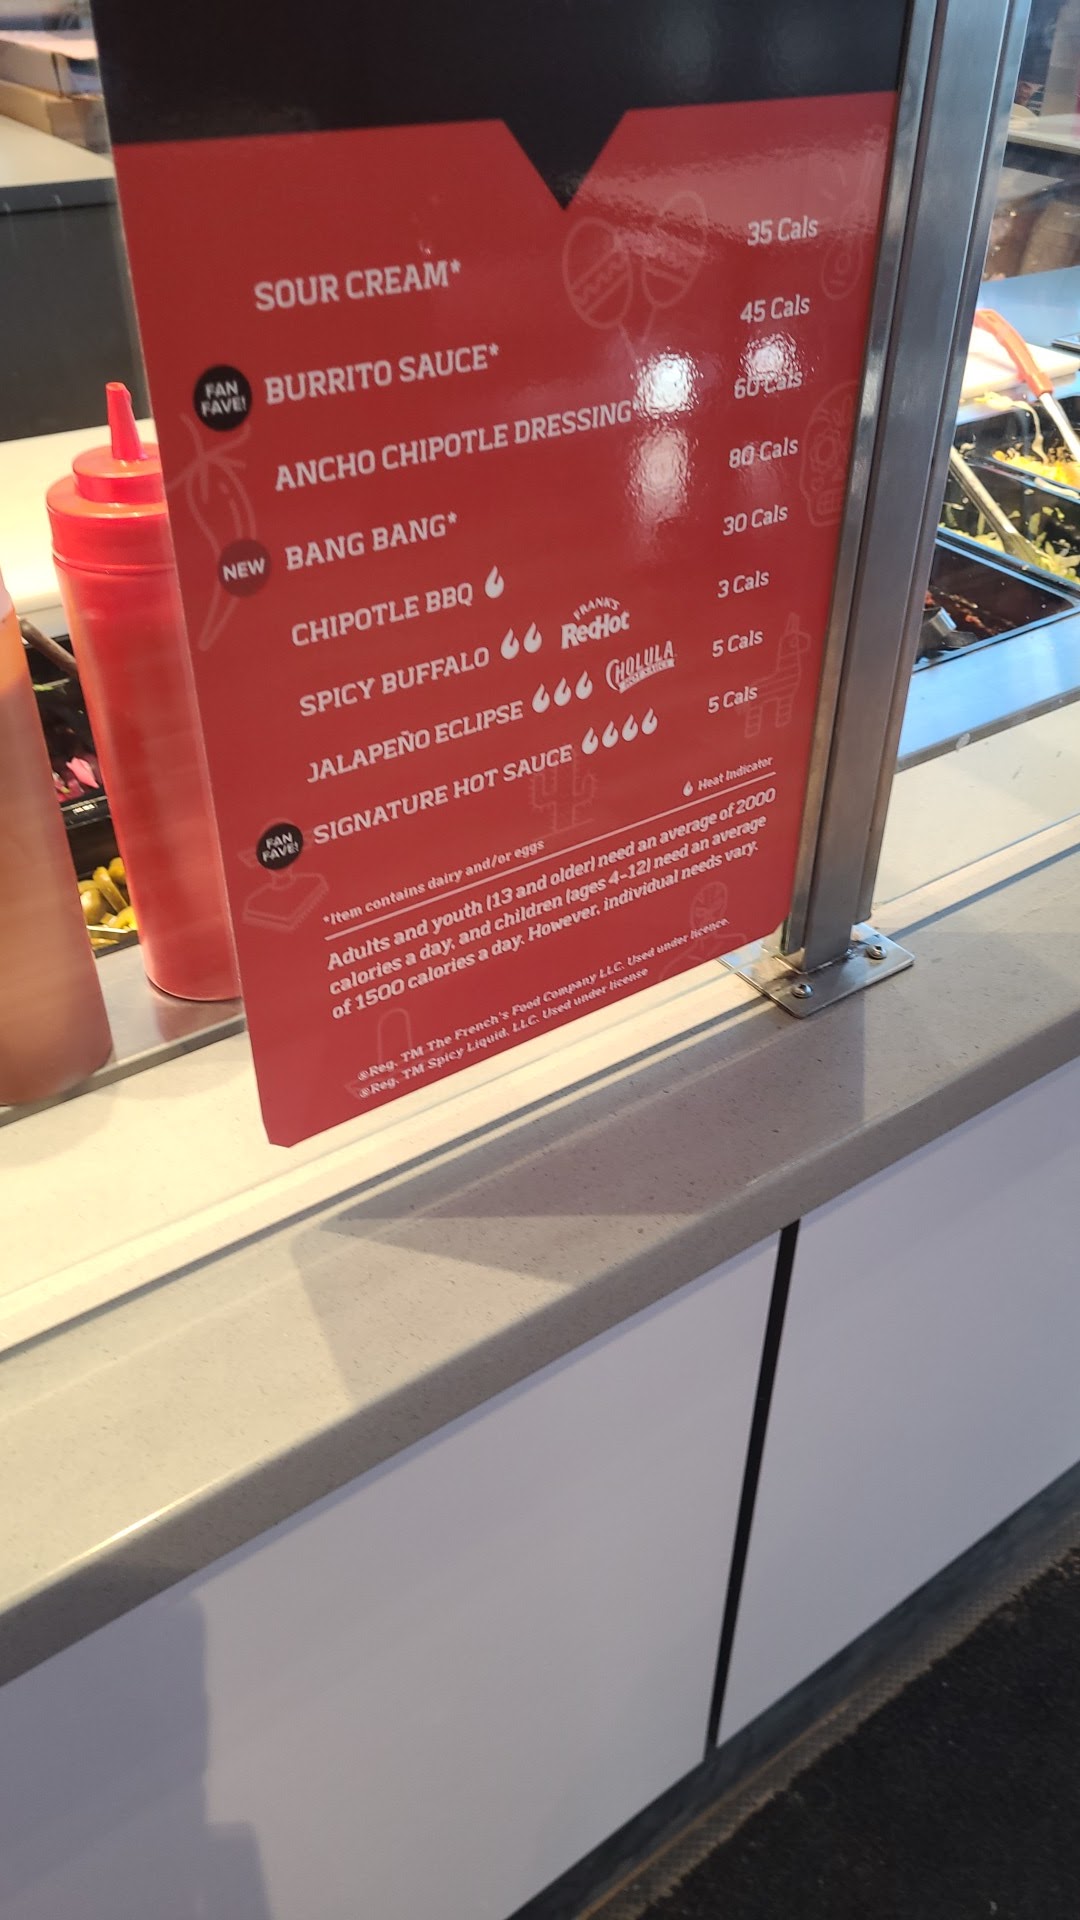 SOUR CREAM* 35 Cals
FAN FAVE! BURRITO SAUCE* 45 Cals
ANCHO CHIPOTLE DRESSING* 60 Cals
NEW BANG BANG* 80 Cals
CHIPOTLE BBQ 30 Cals
SPICY BUFFALO FRANK'S RedHot 3 Cals
JALAPEÑO ECLIPSE CHOLULA HOT SAUCE 5 Cals
FAN FAVE! SIGNATURE HOT SAUCE 5 Cals
Heat Indicator
*Item contains dairy and/or eggs
Adults and youth (13 and older) need an average of 2000
calories a day, and children (ages 4-12) need an average
of 1500 calories a day. However, individual needs vary.
®Reg. TM The French's Food Company LLC. Used under licence.
®Reg. TM Spicy Liquid, LLC. Used under license